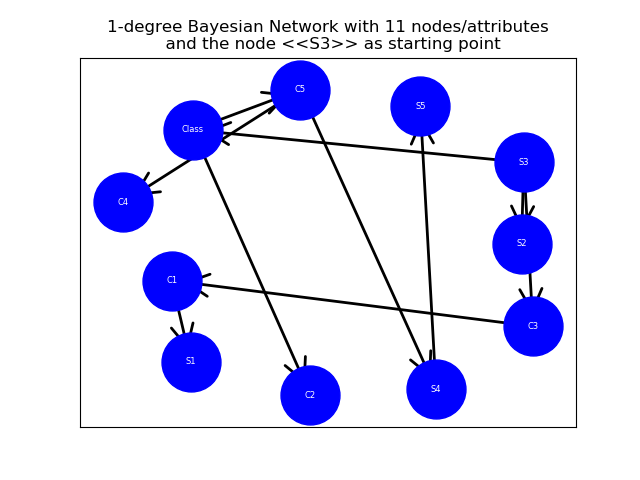 1-degree Bayesian Network with 11 nodes/attributes
and the node <<S3>> as starting point
C5
S5
Class
S3
C4
S2
C1
C3
S1
S4
C2